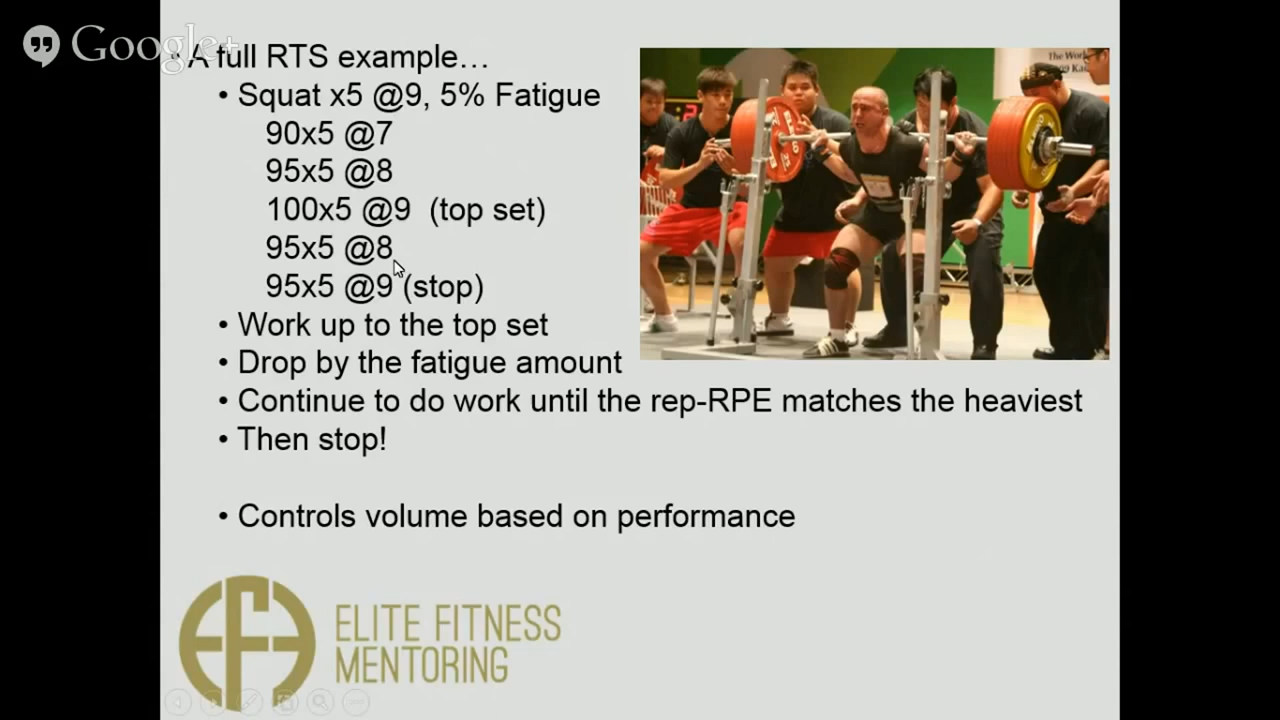 Google+
A full RTS example…
• Squat x5 @9, 5% Fatigue
90x5 @7
95x5 @8
100x5 @9 (top set)
95x5 @8
95x5 @9 (stop)
• Work up to the top set
• Drop by the fatigue amount
• Continue to do work until the rep-RPE matches the heaviest
• Then stop!
• Controls volume based on performance
The World
ELITE FITNESS
MENTORING